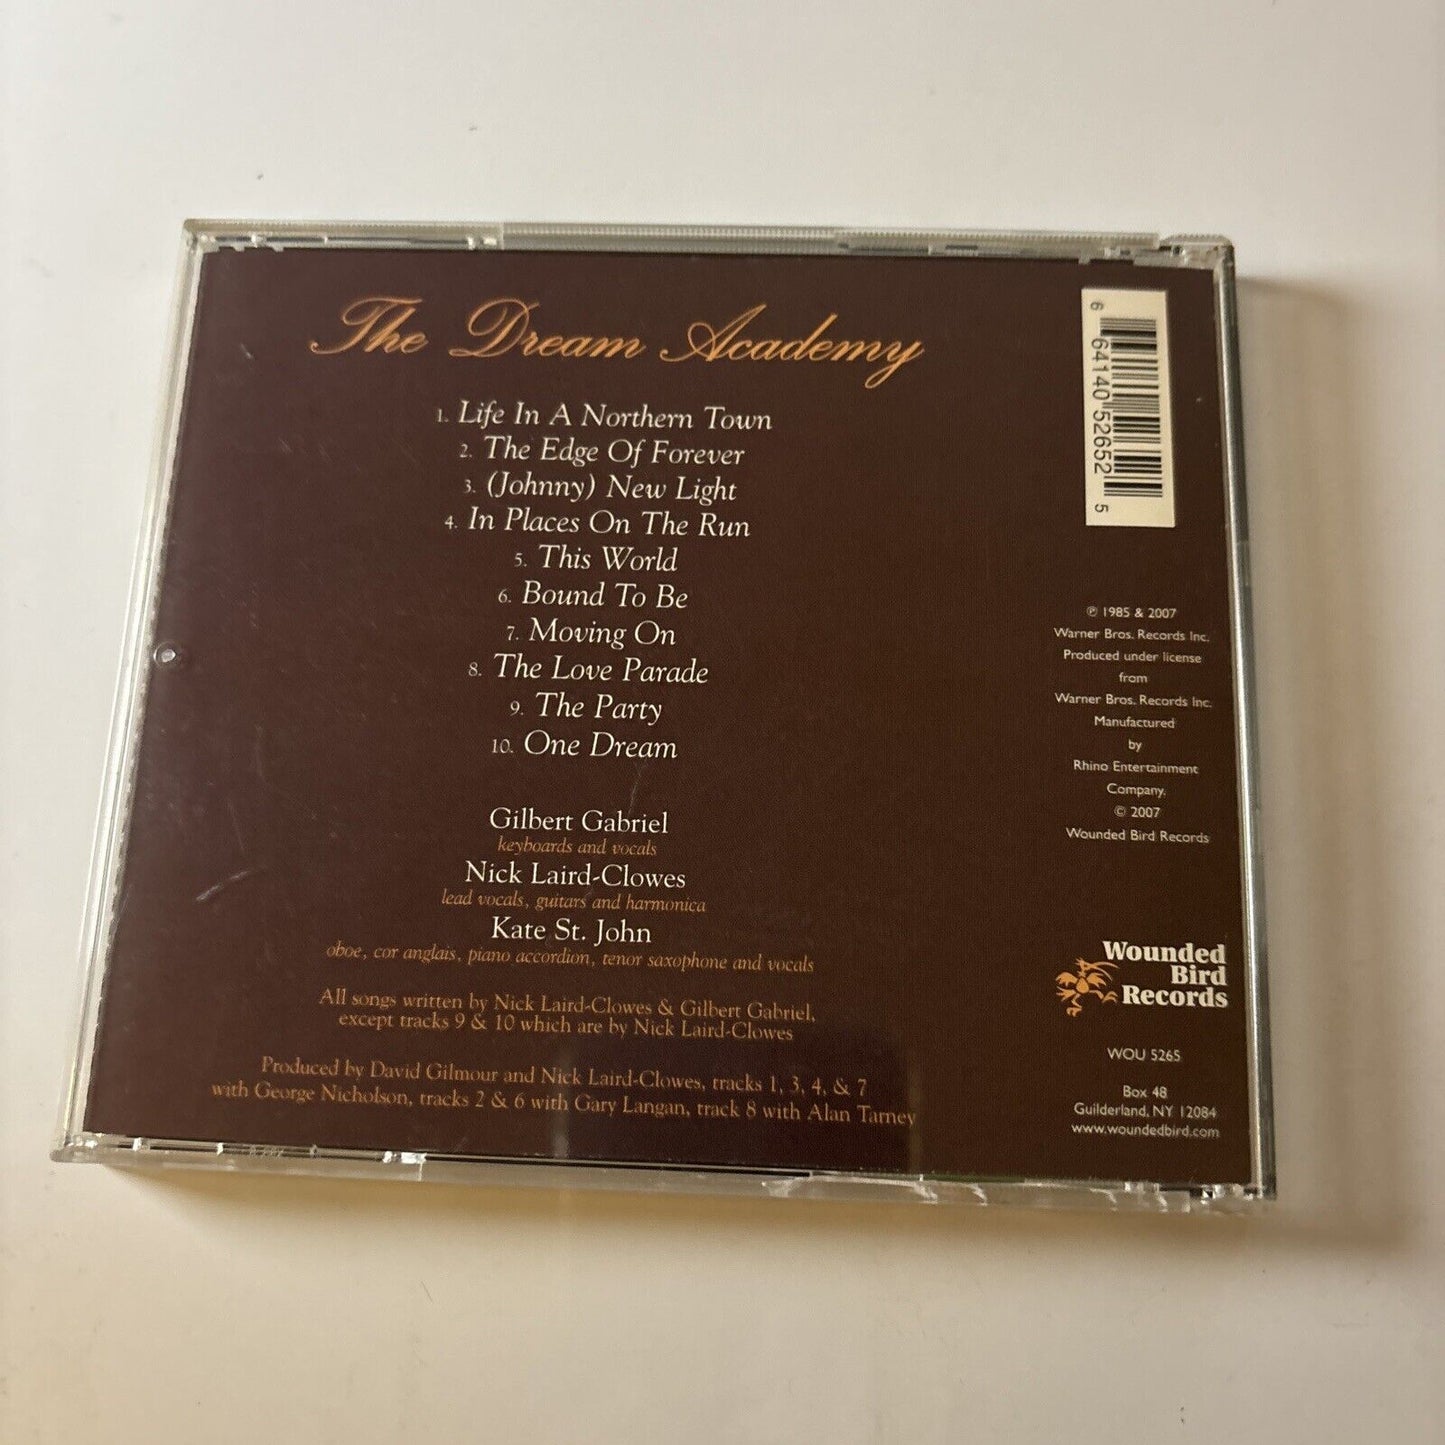 The Dream Academy
1. Life In A Northern Town
2. The Edge Of Forever
3. (Johnny) New Light
4. In Places On The Run
5. This World
6. Bound To Be
7. Moving On
8. The Love Parade
9. The Party
10. One Dream
Gilbert Gabriel
keyboards and vocals
Nick Laird-Clowes
lead vocals, guitars and harmonica
Kate St. John
oboe, cor anglais, piano accordion, tenor saxophone and vocals
All songs written by Nick Laird-Clowes & Gilbert Gabriel,
except tracks 9 & 10 which are by Nick Laird-Clowes
Produced by David Gilmour and Nick Laird-Clowes, tracks 1, 3, 4, & 7
with George Nicholson, tracks 2 & 6 with Gary Langan, track 8 with Alan Tarney
6 64140 52652 5
℗ 1985 & 2007
Warner Bros. Records Inc.
Produced under license
from
Warner Bros. Records Inc.
Manufactured
by
Rhino Entertainment
Company.
© 2007
Wounded Bird Records
Wounded
Bird
Records
WOU 5265
Box 48
Guilderland, NY 12084
www.woundedbird.com